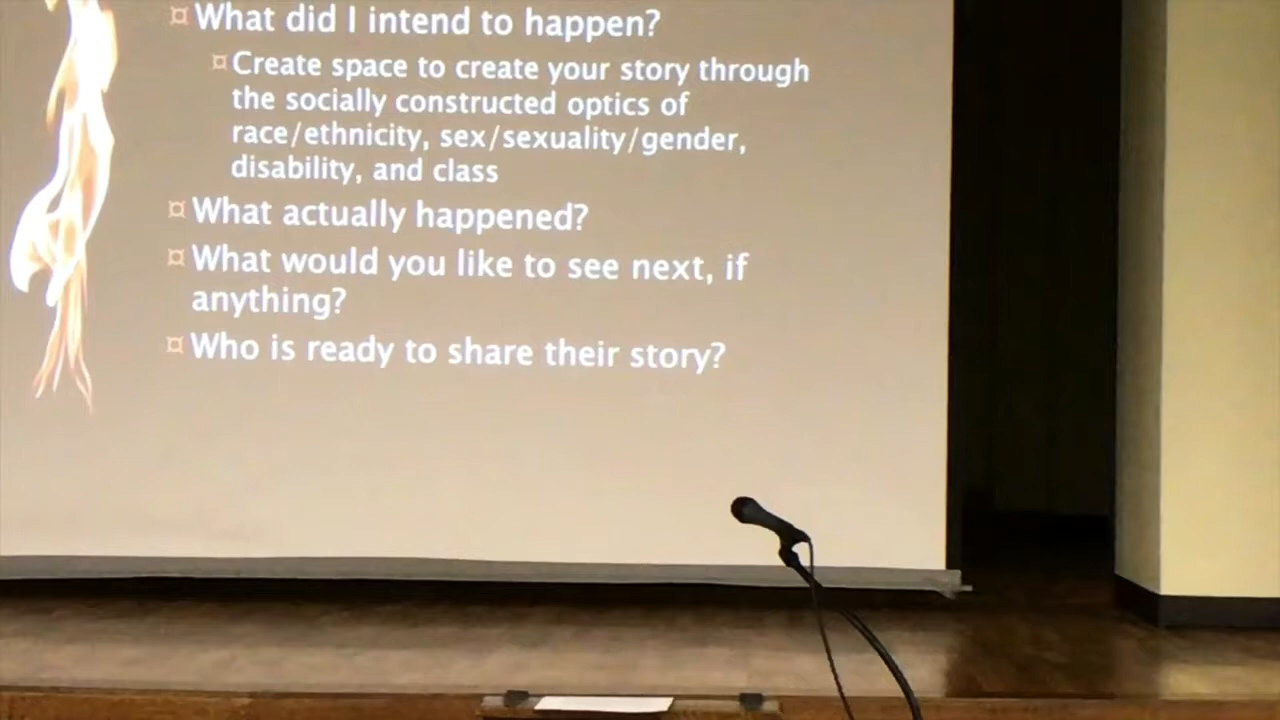 ¤ What did I intend to happen?
¤ Create space to create your story through
the socially constructed optics of
race/ethnicity, sex/sexuality/gender,
disability, and class
¤ What actually happened?
¤ What would you like to see next, if
anything?
¤ Who is ready to share their story?